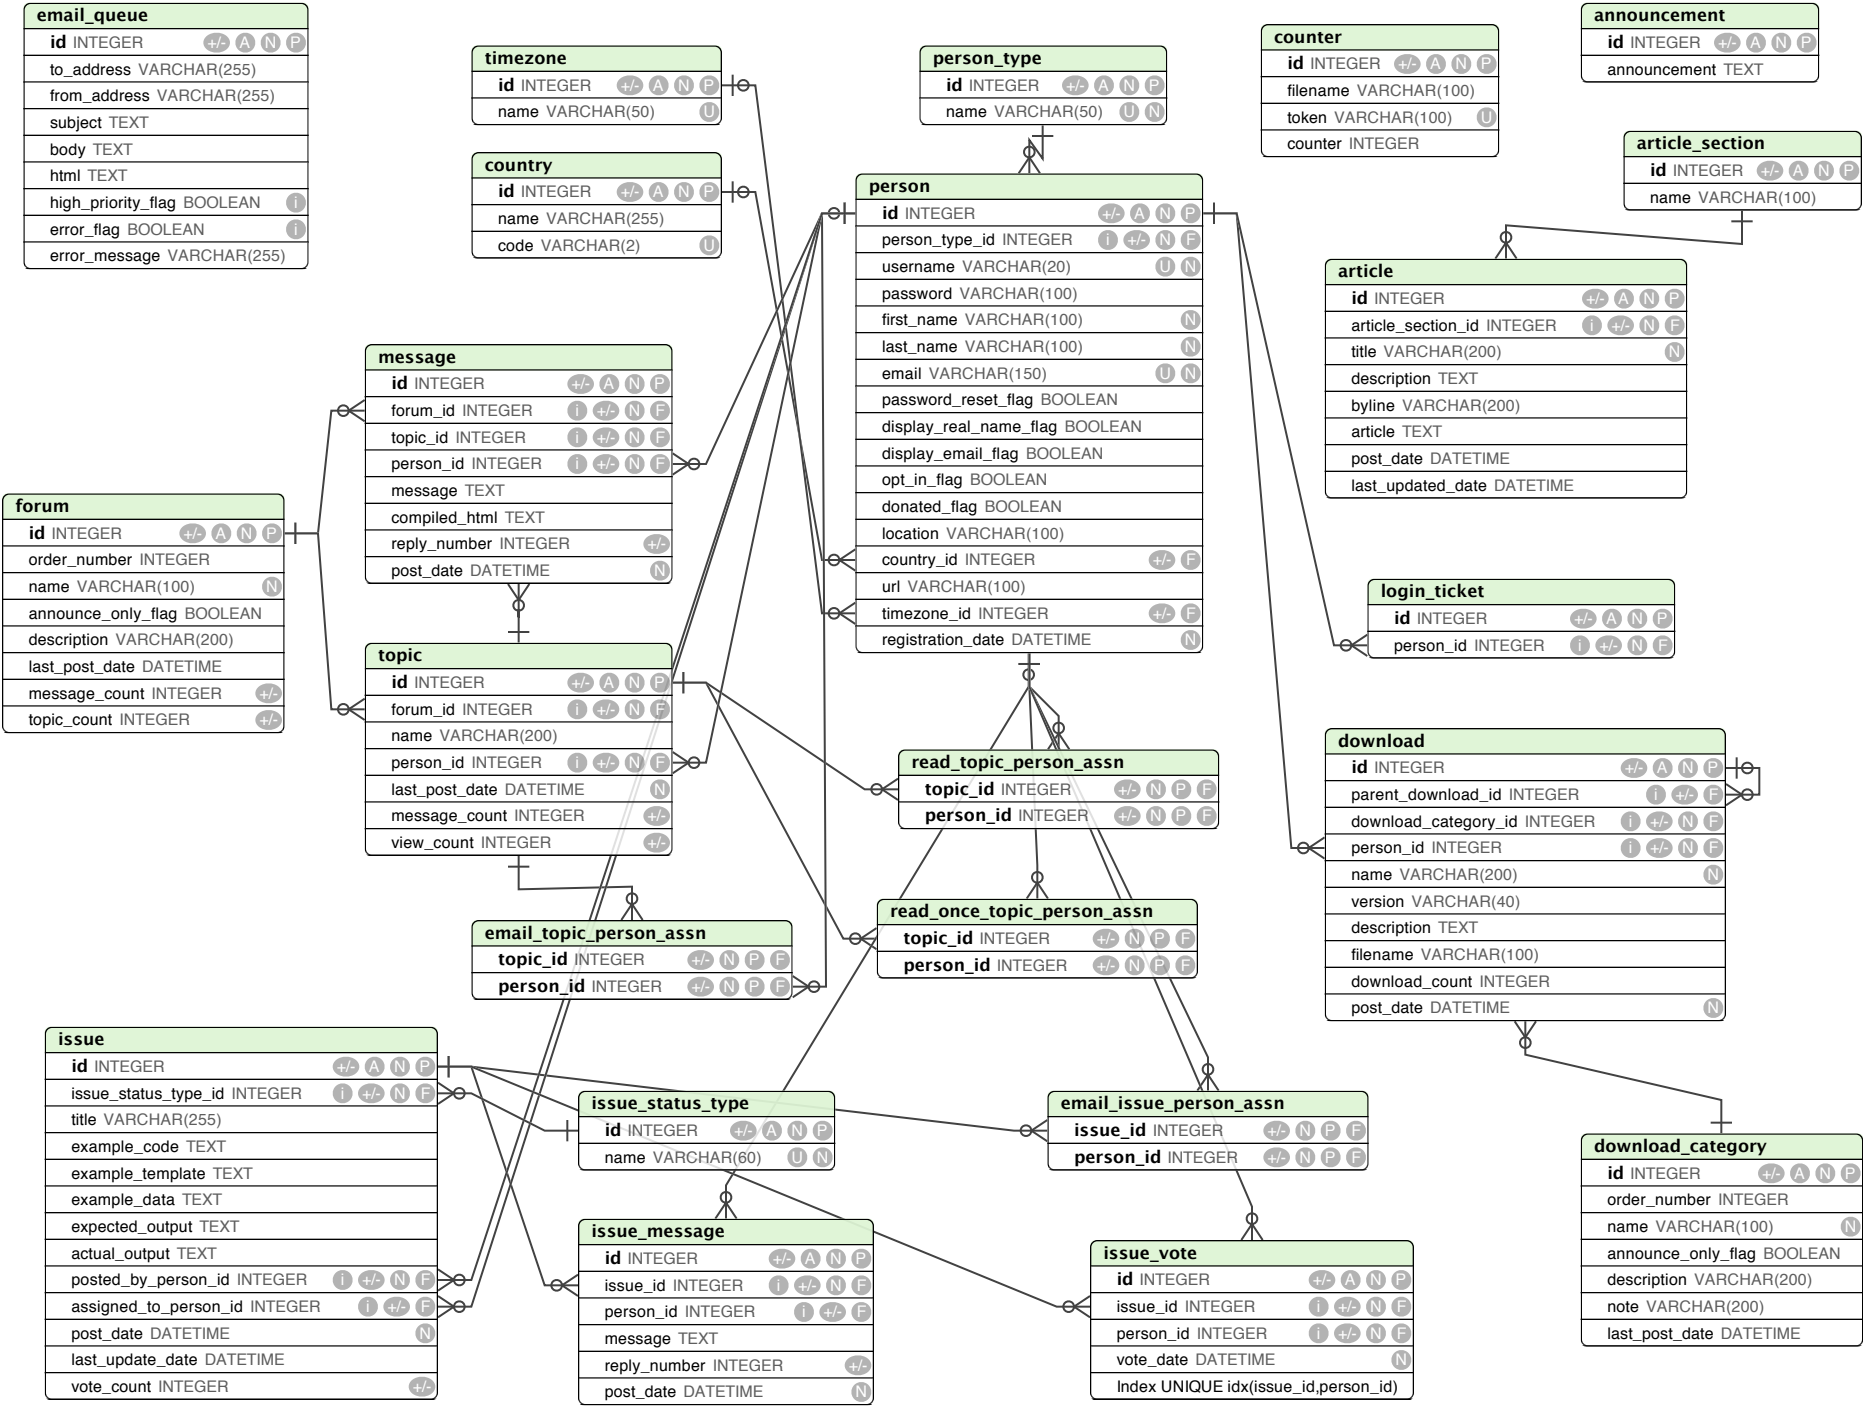 email_queue
id INTEGER +/- A N P
to_address VARCHAR(255)
from_address VARCHAR(255)
subject TEXT
body TEXT
html TEXT
high_priority_flag BOOLEAN i
error_flag BOOLEAN i
error_message VARCHAR(255)
timezone
id INTEGER +/- A N P
name VARCHAR(50) U
country
id INTEGER +/- A N P
name VARCHAR(255)
code VARCHAR(2) U
person_type
id INTEGER +/- A N P
name VARCHAR(50) U N
counter
id INTEGER +/- A N P
filename VARCHAR(100)
token VARCHAR(100) U
counter INTEGER
announcement
id INTEGER +/- A N P
announcement TEXT
article_section
id INTEGER +/- A N P
name VARCHAR(100)
person
id INTEGER +/- A N P
person_type_id INTEGER i +/- N F
username VARCHAR(20) U N
password VARCHAR(100)
first_name VARCHAR(100) N
last_name VARCHAR(100) N
email VARCHAR(150) U N
password_reset_flag BOOLEAN
display_real_name_flag BOOLEAN
display_email_flag BOOLEAN
opt_in_flag BOOLEAN
donated_flag BOOLEAN
location VARCHAR(100)
country_id INTEGER +/- F
url VARCHAR(100)
timezone_id INTEGER +/- F
registration_date DATETIME N
article
id INTEGER +/- A N P
article_section_id INTEGER i +/- N F
title VARCHAR(200) N
description TEXT
byline VARCHAR(200)
article TEXT
post_date DATETIME
last_updated_date DATETIME
message
id INTEGER +/- A N P
forum_id INTEGER i +/- N F
topic_id INTEGER i +/- N F
person_id INTEGER i +/- N F
message TEXT
compiled_html TEXT
reply_number INTEGER +/-
post_date DATETIME N
forum
id INTEGER +/- A N P
order_number INTEGER
name VARCHAR(100) N
announce_only_flag BOOLEAN
description VARCHAR(200)
last_post_date DATETIME
message_count INTEGER +/-
topic_count INTEGER +/-
topic
id INTEGER +/- A N P
forum_id INTEGER i +/- N F
name VARCHAR(200)
person_id INTEGER i +/- N F
last_post_date DATETIME N
message_count INTEGER +/-
view_count INTEGER +/-
login_ticket
id INTEGER +/- A N P
person_id INTEGER i +/- N F
read_topic_person_assn
topic_id INTEGER +/- N P F
person_id INTEGER +/- N P F
download
id INTEGER +/- A N P
parent_download_id INTEGER i +/- F
download_category_id INTEGER i +/- N F
person_id INTEGER i +/- N F
name VARCHAR(200) N
version VARCHAR(40)
description TEXT
filename VARCHAR(100)
download_count INTEGER
post_date DATETIME N
read_once_topic_person_assn
topic_id INTEGER +/- N P F
person_id INTEGER +/- N P F
email_topic_person_assn
topic_id INTEGER +/- N P F
person_id INTEGER +/- N P F
issue
id INTEGER +/- A N P
issue_status_type_id INTEGER i +/- N F
title VARCHAR(255)
example_code TEXT
example_template TEXT
example_data TEXT
expected_output TEXT
actual_output TEXT
posted_by_person_id INTEGER i +/- N F
assigned_to_person_id INTEGER i +/- F
post_date DATETIME N
last_update_date DATETIME
vote_count INTEGER +/-
issue_status_type
id INTEGER +/- A N P
name VARCHAR(60) U N
email_issue_person_assn
issue_id INTEGER +/- N P F
person_id INTEGER +/- N P F
download_category
id INTEGER +/- A N P
order_number INTEGER
name VARCHAR(100) N
announce_only_flag BOOLEAN
description VARCHAR(200)
note VARCHAR(200)
last_post_date DATETIME
issue_message
id INTEGER +/- A N P
issue_id INTEGER i +/- N F
person_id INTEGER i +/- F
message TEXT
reply_number INTEGER +/-
post_date DATETIME N
issue_vote
id INTEGER +/- A N P
issue_id INTEGER i +/- N F
person_id INTEGER i +/- N F
vote_date DATETIME N
Index UNIQUE idx(issue_id,person_id)